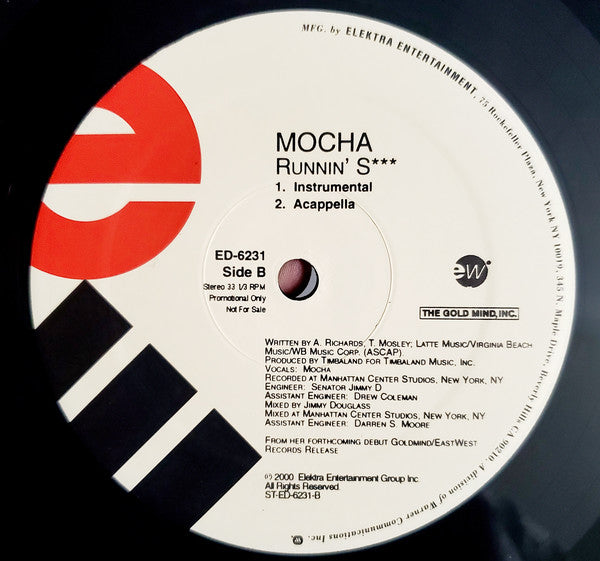 MFG. by ELEKTRA ENTERTAINMENT, 75 Rockefeller Plaza, New York NY 10019, 345 N. Maple Drive, Beverly Hills CA 90210. A division of Warner Communications Inc.
MOCHA
RUNNIN' S***
1. Instrumental
2. Acappella
ED-6231
Side B
Stereo 33 1/3 RPM
Promotional Only
Not For Sale
ew
THE GOLD MIND, INC.
WRITTEN BY A. RICHARDS, T. MOSLEY; LATTE MUSIC/VIRGINIA BEACH
MUSIC/WB MUSIC CORP. (ASCAP)
PRODUCED BY TIMBALAND FOR TIMBALAND MUSIC, INC.
VOCALS: MOCHA
RECORDED AT MANHATTAN CENTER STUDIOS, NEW YORK, NY
ENGINEER: SENATOR JIMMY D
ASSISTANT ENGINEER: DREW COLEMAN
MIXED BY JIMMY DOUGLASS
MIXED AT MANHATTAN CENTER STUDIOS, NEW YORK, NY
ASSISTANT ENGINEER: DARREN S. MOORE
FROM HER FORTHCOMING DEBUT GOLDMIND/EASTWEST
RECORDS RELEASE
℗ 2000 Elektra Entertainment Group Inc
All Rights Reserved.
ST-ED-6231-B